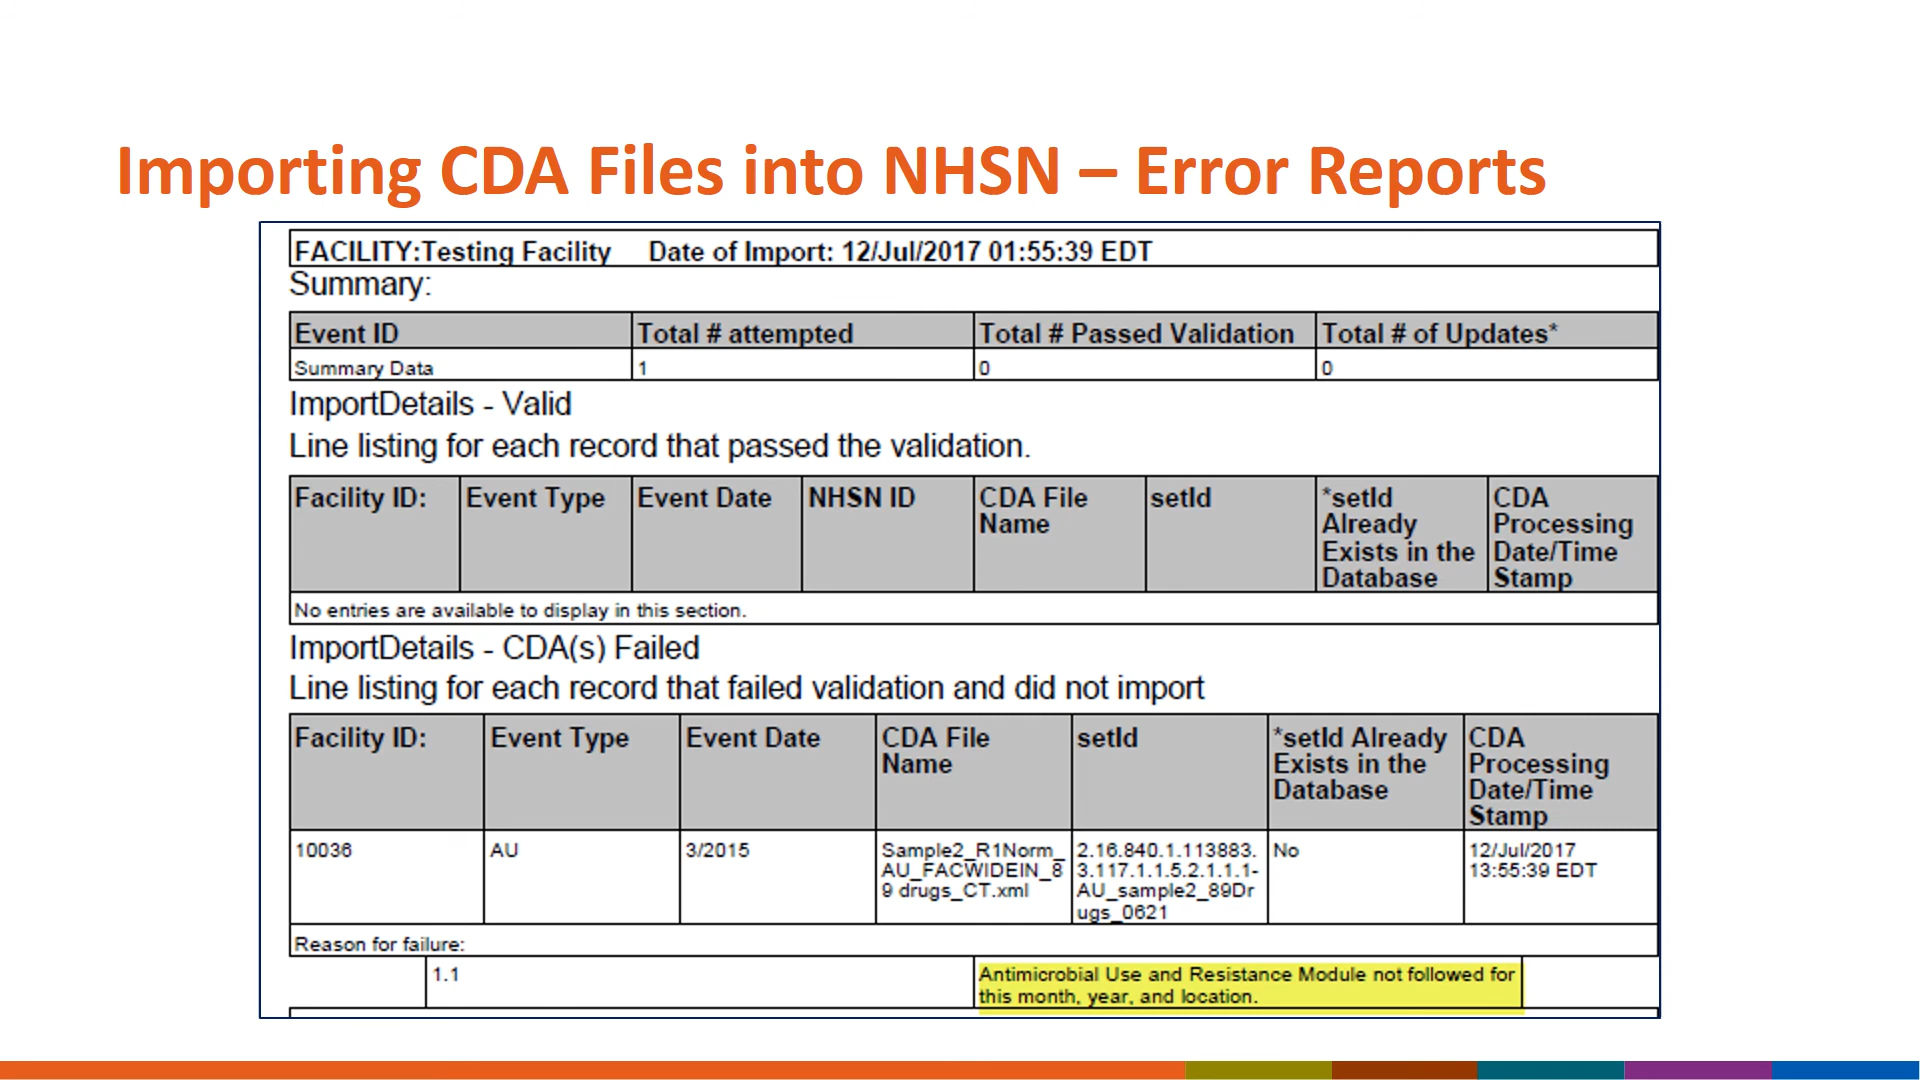 Importing CDA Files into NHSN – Error Reports
FACILITY:Testing Facility Date of Import: 12/Jul/2017 01:55:39 EDT
Summary:
Event ID Total # attempted Total # Passed Validation Total # of Updates*
Summary Data 1 0 0
ImportDetails - Valid
Line listing for each record that passed the validation.
Facility ID: Event Type Event Date NHSN ID CDA File setId *setId CDA
Name Already Processing
Exists in the Date/Time
Database Stamp
No entries are available to display in this section.
ImportDetails - CDA(s) Failed
Line listing for each record that failed validation and did not import
Facility ID: Event Type Event Date CDA File setId *setId Already CDA
Name Exists in the Processing
Database Date/Time
Stamp
10036 AU 3/2015 Sample2_R1Norm_ 2.16.840.1.113883. No 12/Jul/2017
AU_FACWIDEIN_8 3.117.1.1.5.2.1.1.1- 13:55:39 EDT
9 drugs_CT.xml AU_sample2_89Dr
ugs_0621
Reason for failure:
1.1 Antimicrobial Use and Resistance Module not followed for
this month, year, and location.